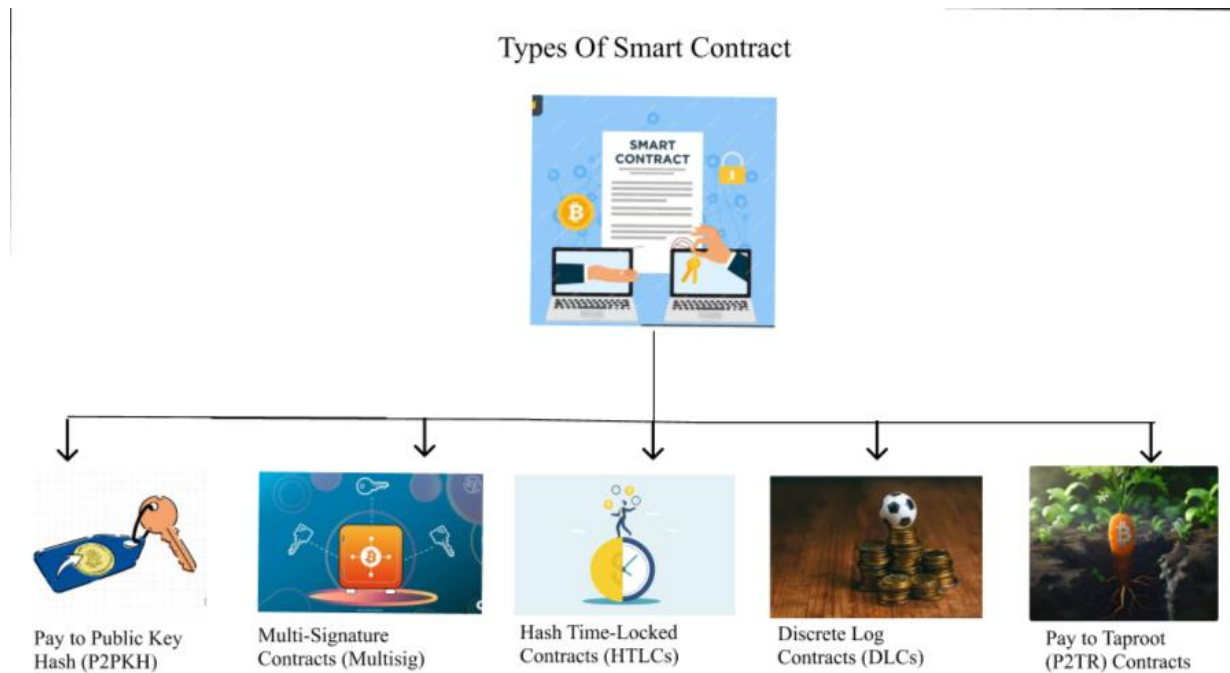 Types Of Smart Contract
SMART
CONTRACT
Pay to Public Key
Hash (P2PKH)
Multi-Signature
Contracts (Multisig)
Hash Time-Locked
Contracts (HTLCs)
Discrete Log
Contracts (DLCs)
Pay to Taproot
(P2TR) Contracts